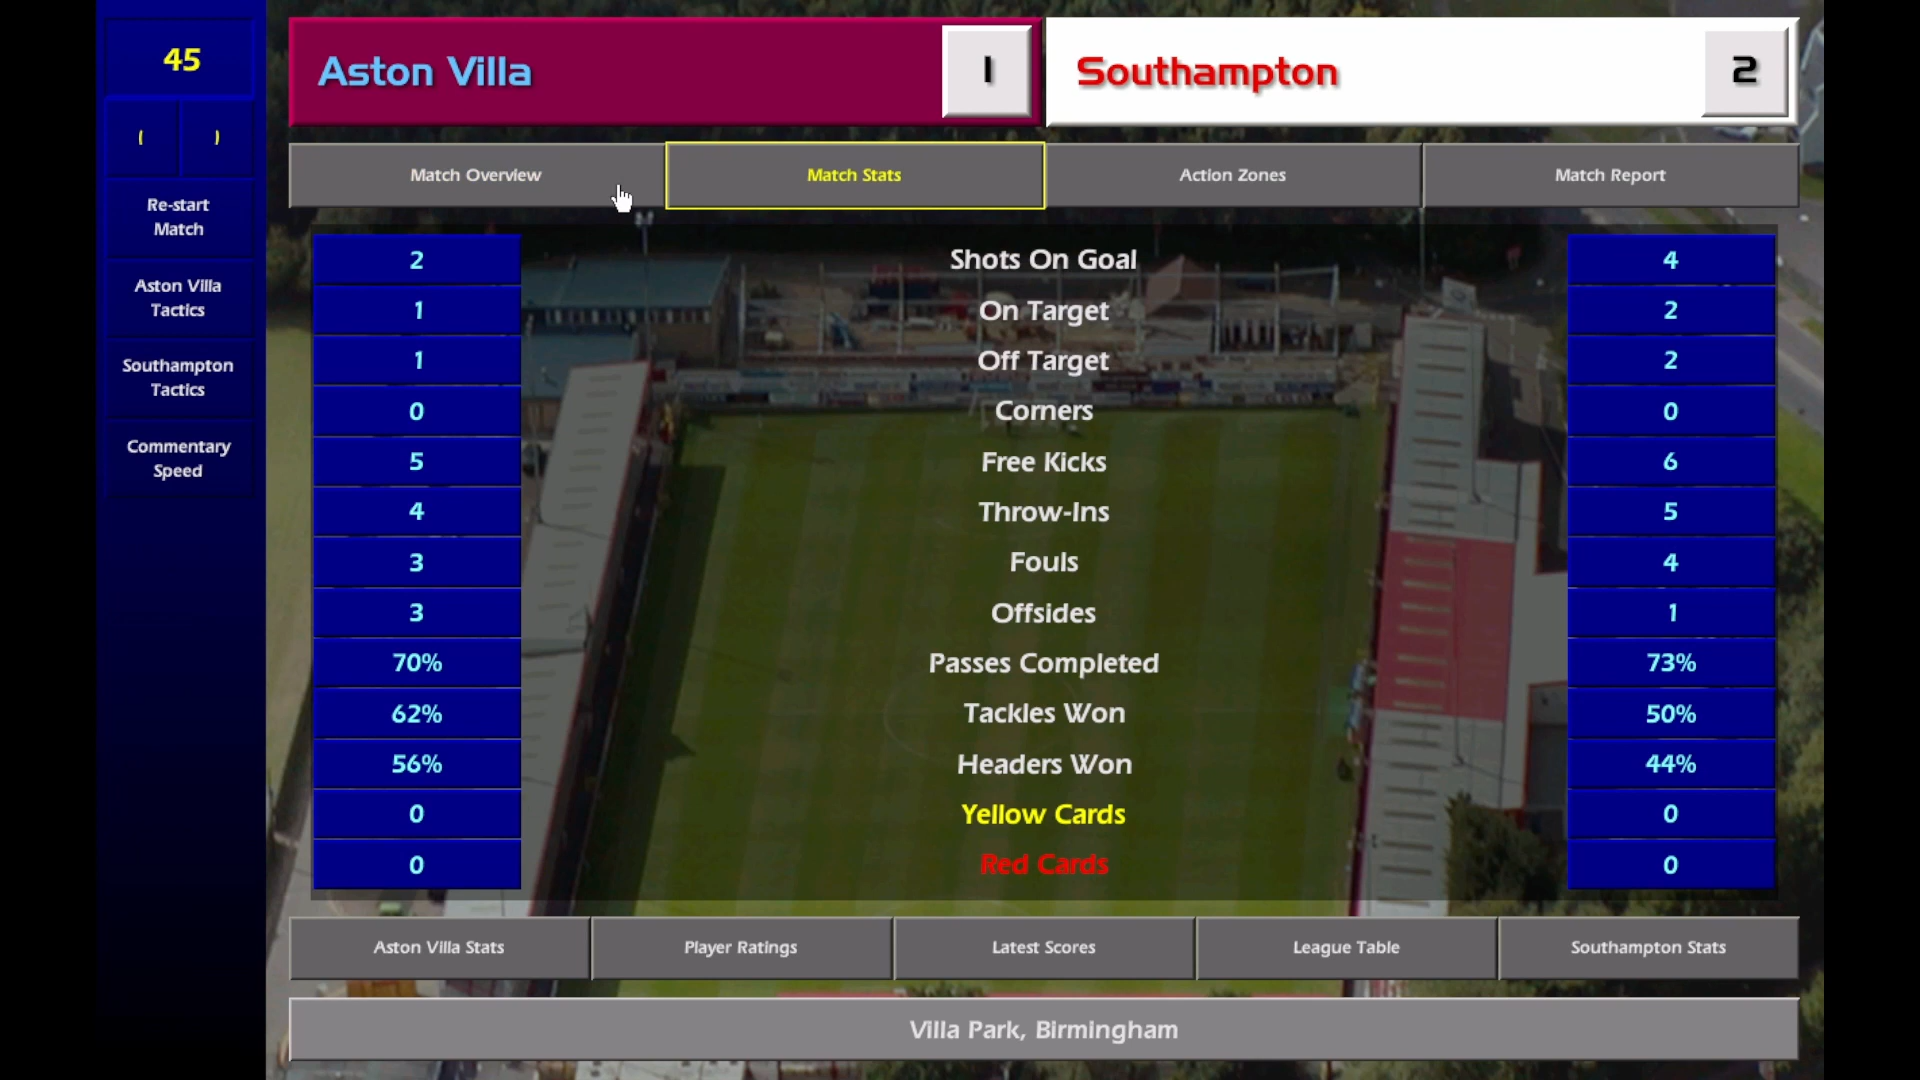 45
Aston Villa
1
Southampton
2
( )
Match Overview
Match Stats
Action Zones
Match Report
Re-start
Match
Aston Villa
Tactics
Southampton
Tactics
Commentary
Speed
2 Shots On Goal 4
1 On Target 2
1 Off Target 2
0 Corners 0
5 Free Kicks 6
4 Throw-Ins 5
3 Fouls 4
3 Offsides 1
70% Passes Completed 73%
62% Tackles Won 50%
56% Headers Won 44%
0 Yellow Cards 0
0 Red Cards 0
Aston Villa Stats
Player Ratings
Latest Scores
League Table
Southampton Stats
Villa Park, Birmingham